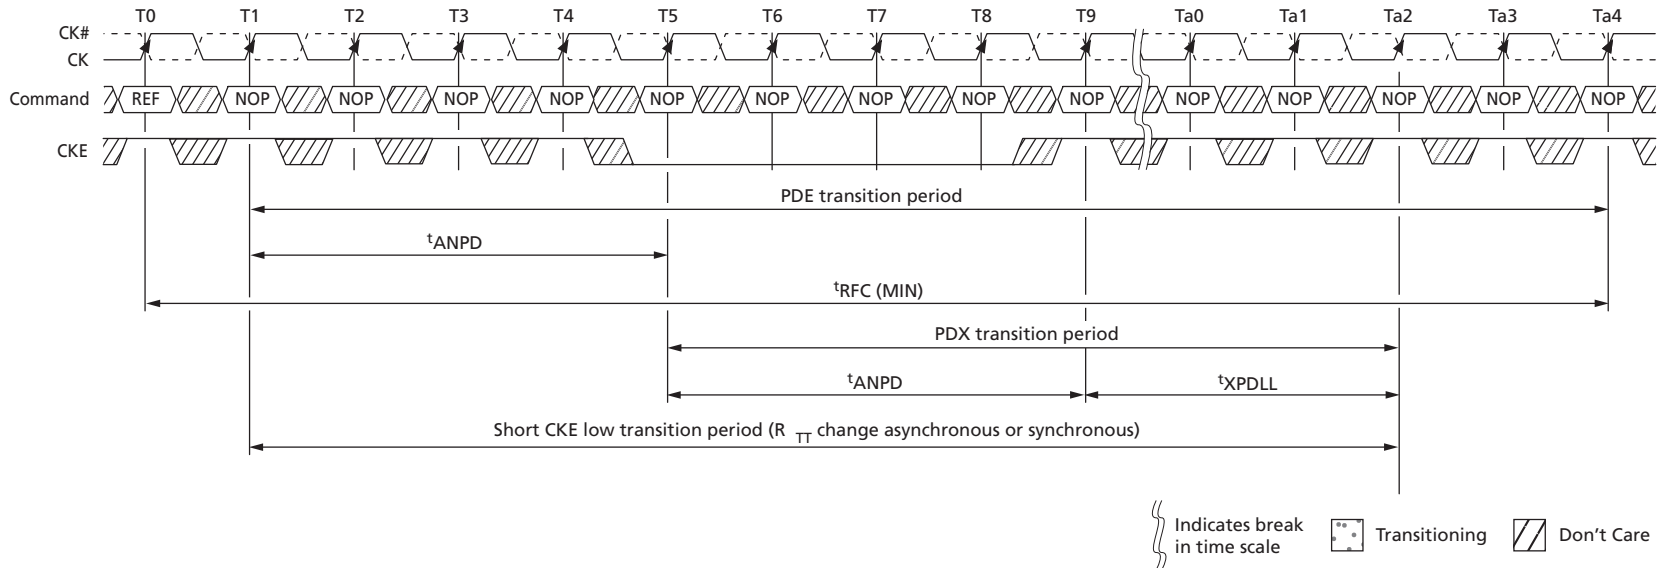 T0 T1 T2 T3 T4 T5 T6 T7 T8 T9 Ta0 Ta1 Ta2 Ta3 Ta4
CK#
CK
Command REF NOP NOP NOP NOP NOP NOP NOP NOP NOP NOP NOP NOP NOP NOP
CKE
PDE transition period
tANPD
tRFC (MIN)
PDX transition period
tANPD tXPDLL
Short CKE low transition period (R TT change asynchronous or synchronous)
Indicates break
in time scale
Transitioning
Don't Care